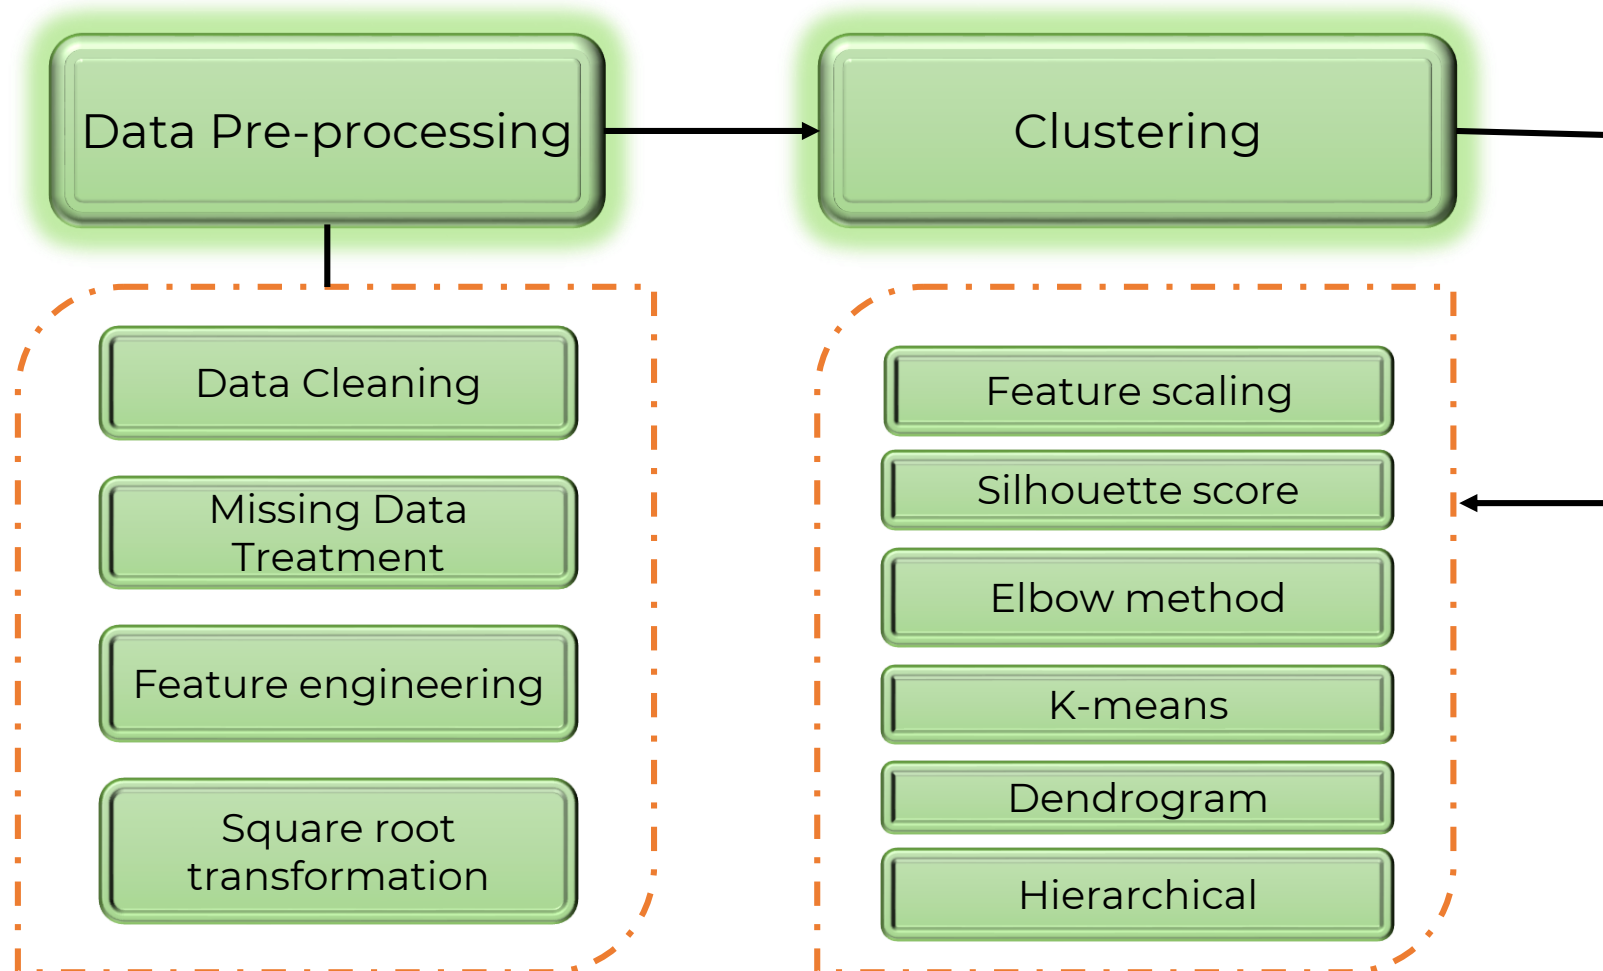 Data Pre-processing
Clustering
Data Cleaning
Missing Data
Treatment
Feature engineering
Square root
transformation
Feature scaling
Silhouette score
Elbow method
K-means
Dendrogram
Hierarchical